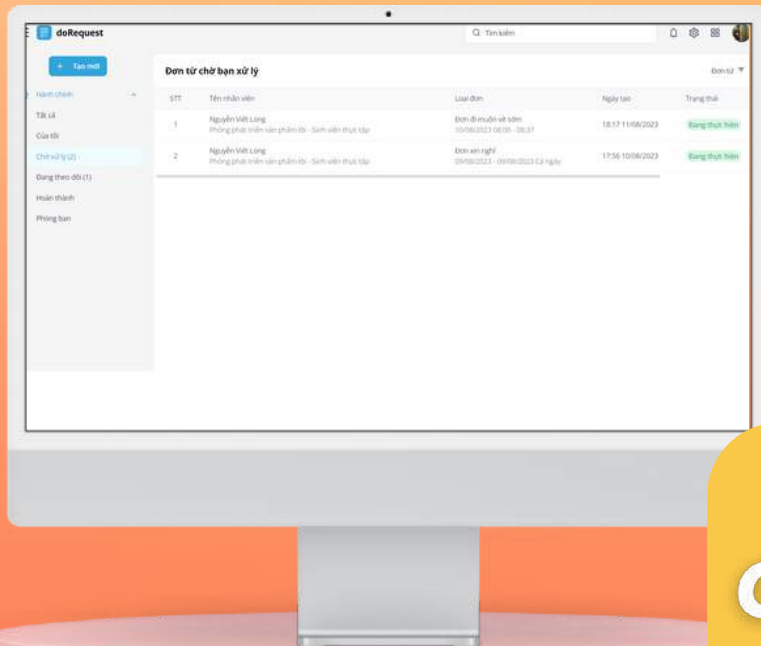 doRequest
Tìm kiếm
+ Tạo mới
Hành chính
Tất cả
Của tôi
Chờ xử lý (2)
Đang theo dõi (1)
Hoàn thành
Phòng ban
Đơn từ chờ bạn xử lý
Đơn từ
STT Tên nhân viên Loại đơn Ngày tạo Trạng thái
1 Nguyễn Viết Long Đơn đi muộn về sớm 18:17 11/08/2023 Đang thực hiện
Phòng phát triển sản phẩm lõi - Sinh viên thực tập 10/08/2023 08:00 - 08:37
2 Nguyễn Viết Long Đơn xin nghỉ 17:56 10/08/2023 Đang thực hiện
Phòng phát triển sản phẩm lõi - Sinh viên thực tập 09/08/2023 - 09/08/2023 Cả ngày